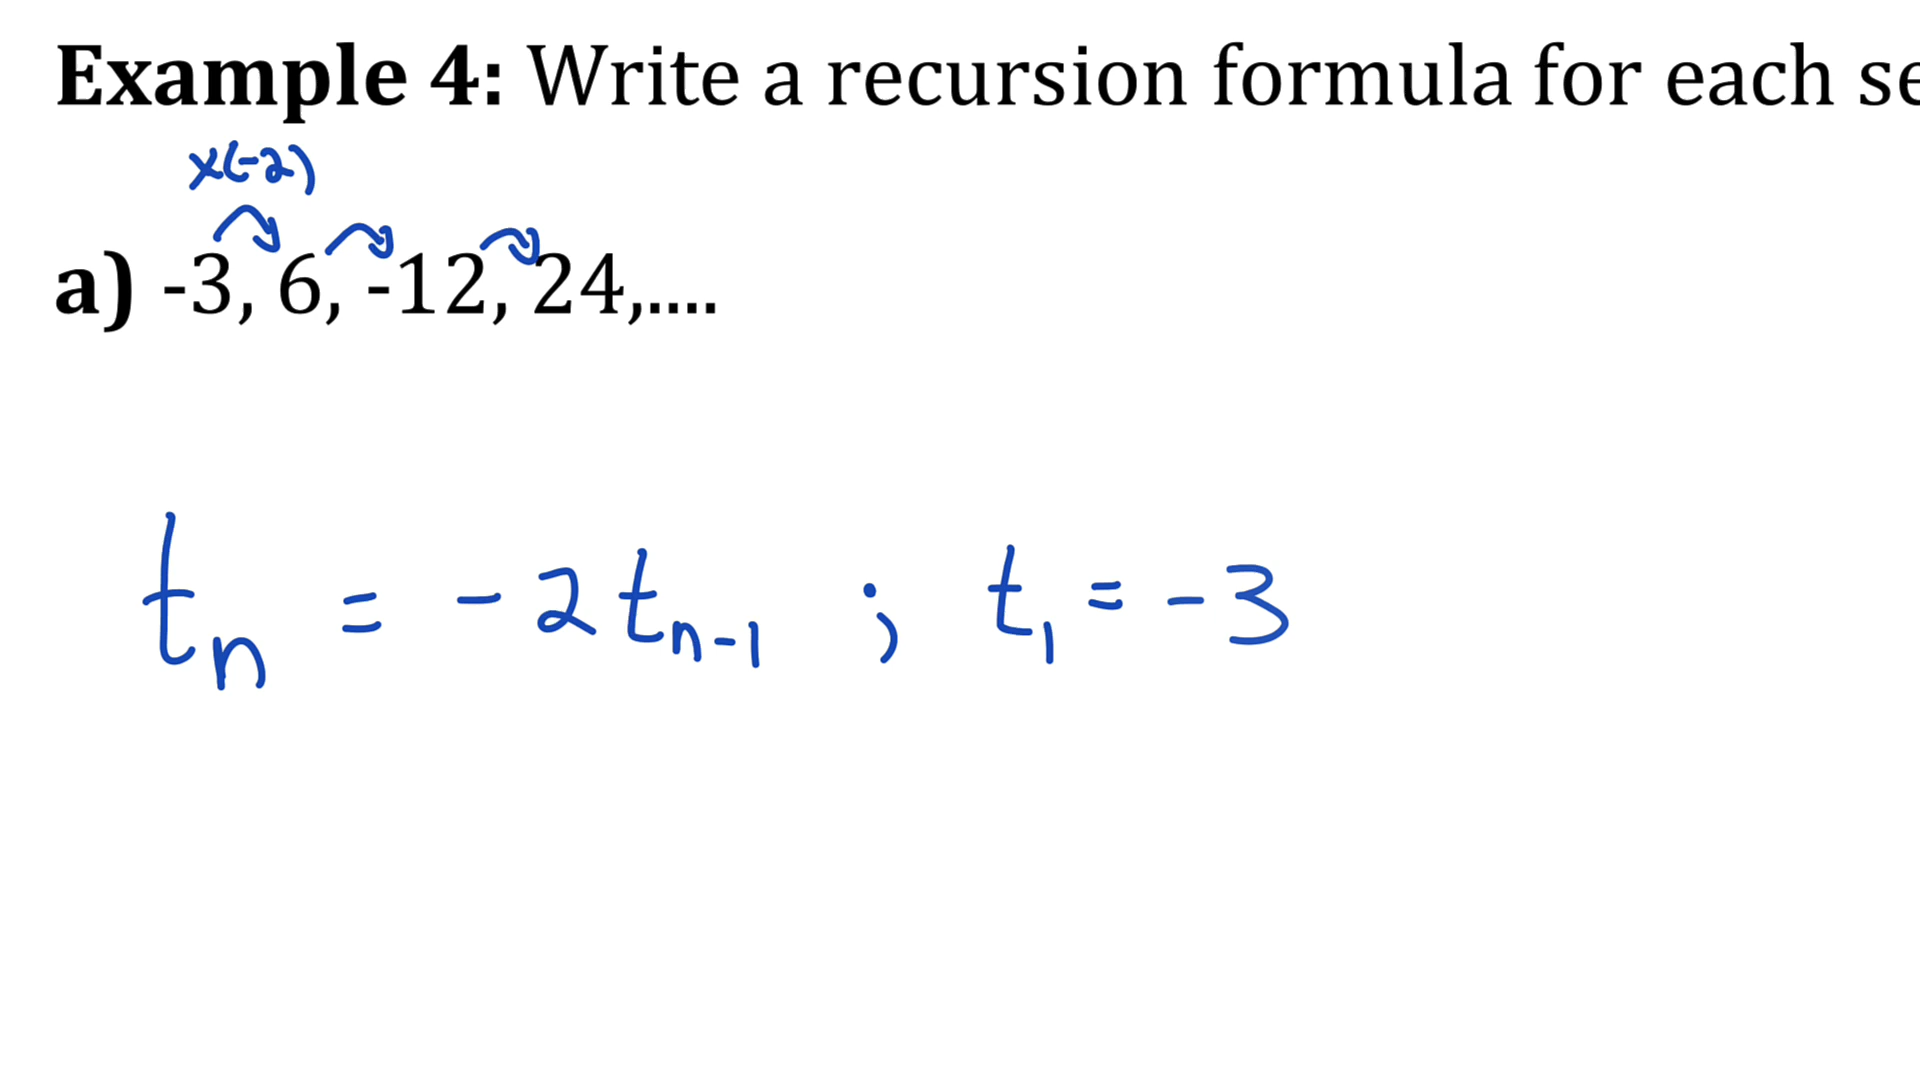 Example 4: Write a recursion formula for each se
x(-2)
a) -3, 6, -12, 24,....
tₙ = -2tₙ₋₁ ; t₁ = -3